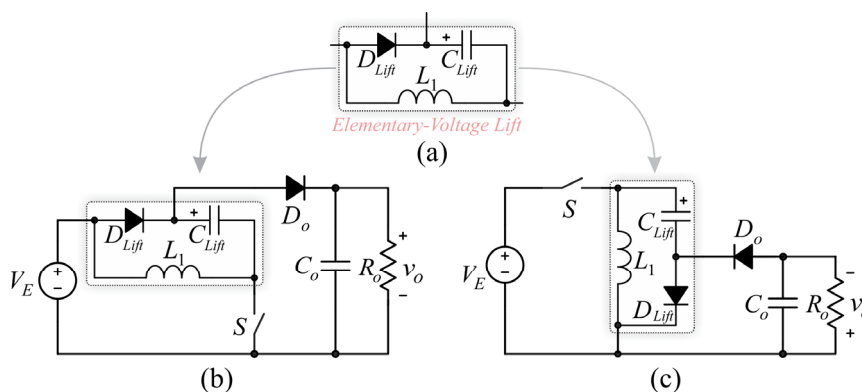 +
D_Lift
C_Lift
L_1
Elementary-Voltage Lift
(a)
V_E
+
−
D_Lift
+
C_Lift
L_1
S
D_o
C_o
R_o
+
v_o
−
(b)
V_E
+
−
S
L_1
+
C_Lift
D_Lift
D_o
C_o
R_o
−
v_o
+
(c)